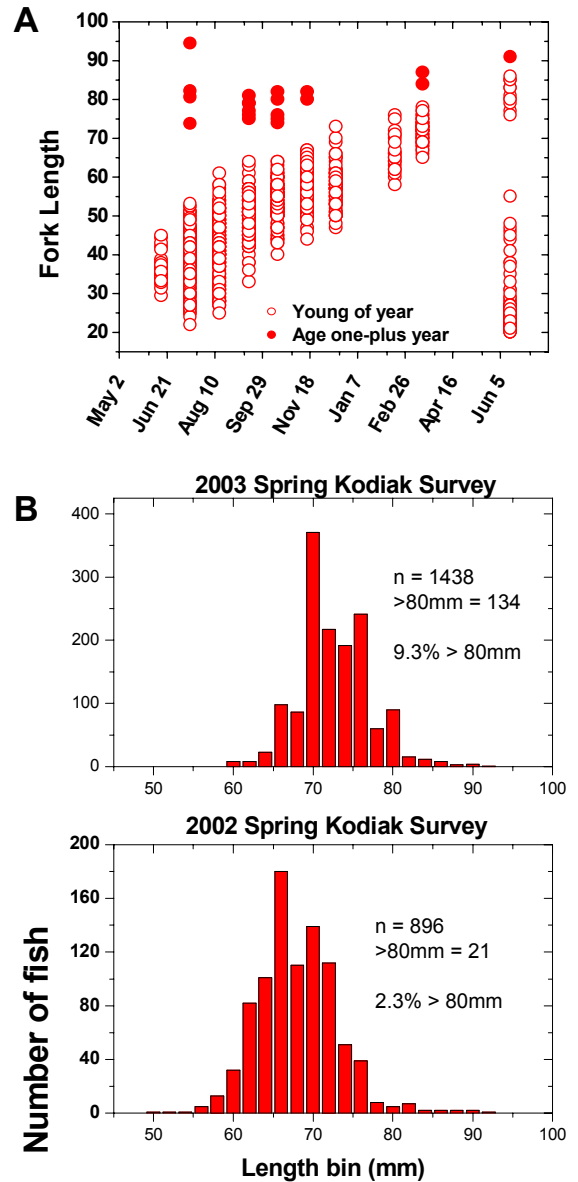 A
100
90
80
70
60
50
40
30
20
Fork Length
Young of year
Age one-plus year
May 2
Jun 21
Aug 10
Sep 29
Nov 18
Jan 7
Feb 26
Apr 16
Jun 5
B
2003 Spring Kodiak Survey
400
300
200
100
0
n = 1438
>80mm = 134
9.3% > 80mm
50 60 70 80 90 100
2002 Spring Kodiak Survey
200
160
120
80
40
0
n = 896
>80mm = 21
2.3% > 80mm
Number of fish
50 60 70 80 90 100
Length bin (mm)